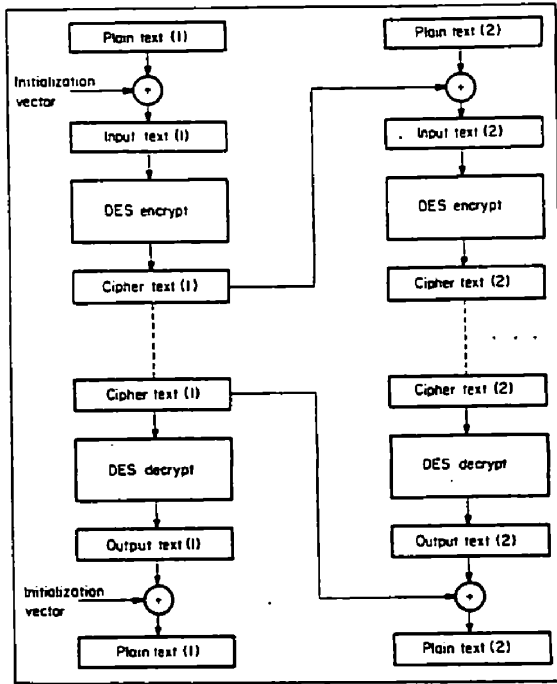 Plain text (1)
Initialization
vector
+
Input text (1)
DES encrypt
Cipher text (1)
Cipher text (1)
DES decrypt
Output text (1)
Initialization
vector
+
Plain text (1)
Plain text (2)
+
Input text (2)
DES encrypt
Cipher text (2)
. . .
Cipher text (2)
DES decrypt
Output text (2)
+
Plain text (2)